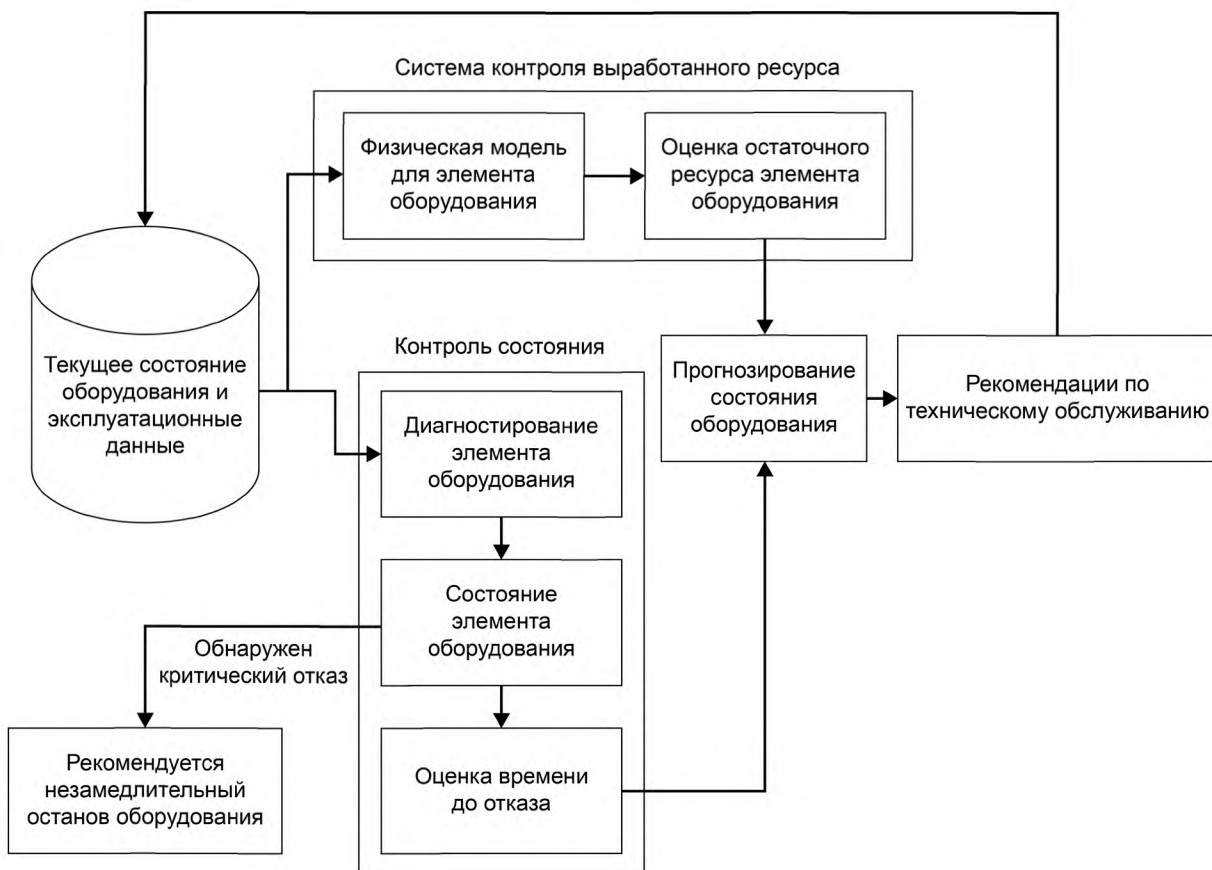 Система контроля выработанного ресурса
Физическая модель
для элемента
оборудования
Оценка остаточного
ресурса элемента
оборудования
Текущее состояние
оборудования и
эксплуатационные
данные
Контроль состояния
Прогнозирование
состояния
оборудования
Рекомендации по
техническому обслуживанию
Диагностирование
элемента
оборудования
Состояние
элемента
оборудования
Обнаружен
критический отказ
Рекомендуется
незамедлительный
останов оборудования
Оценка времени
до отказа